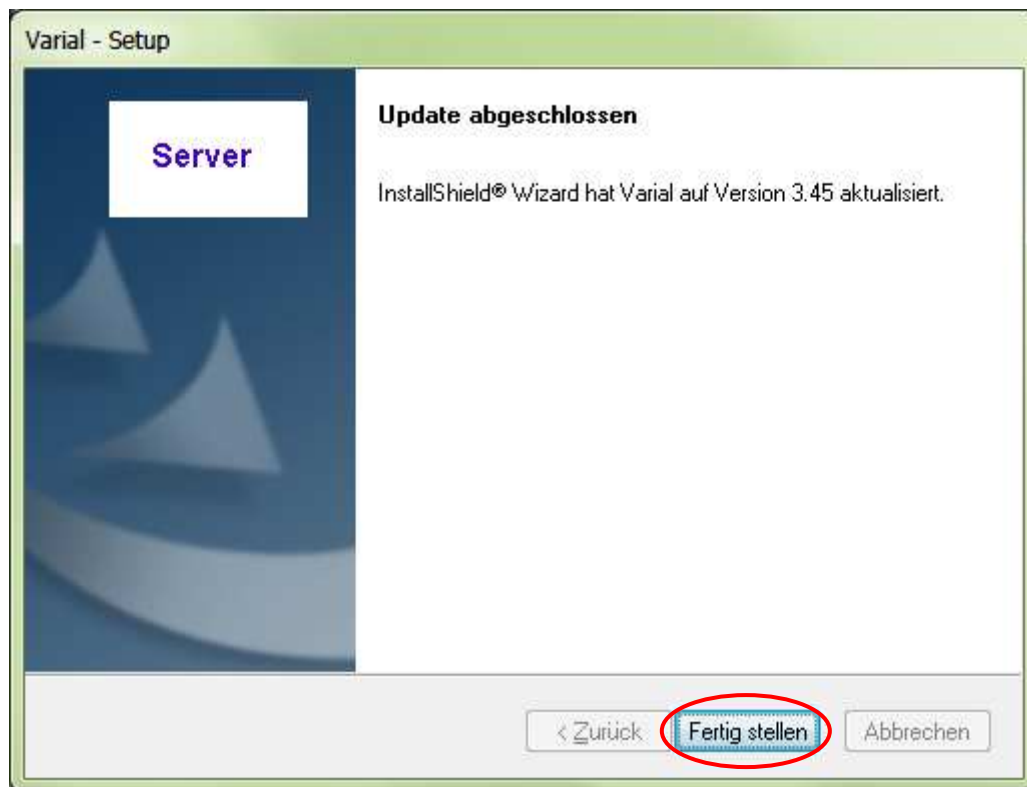 Varial - Setup
Server
Update abgeschlossen
InstallShield® Wizard hat Varial auf Version 3.45 aktualisiert.
< Zurück
Fertig stellen
Abbrechen